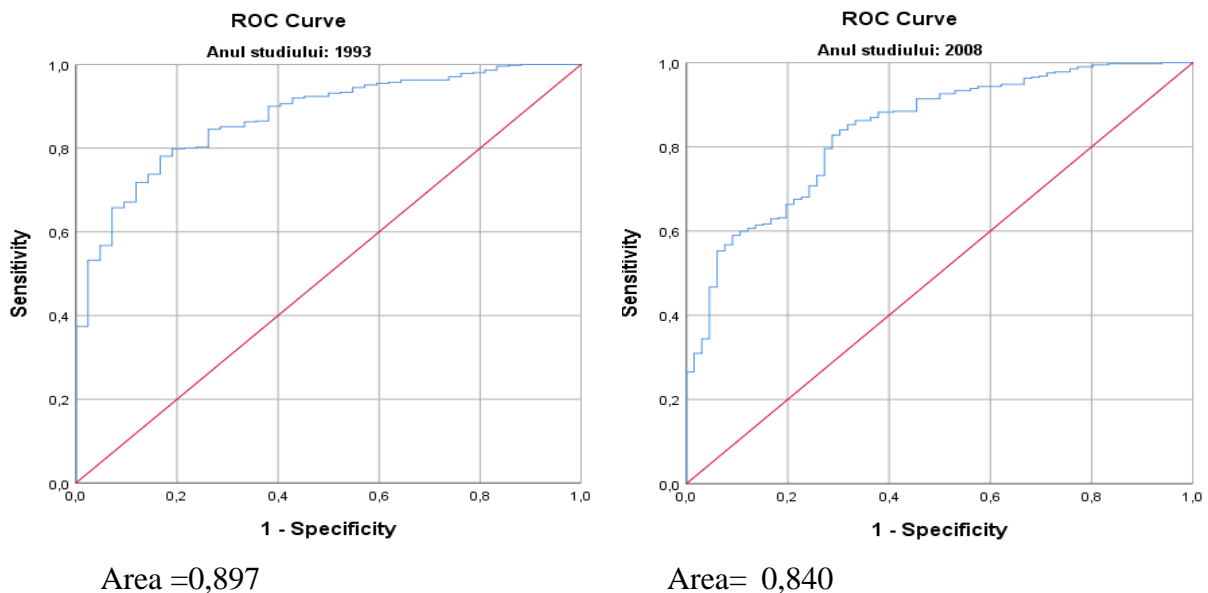 ROC Curve
Anul studiului: 1993
1,0
0,8
0,6
0,4
0,2
0,0
Sensitivity
0,0 0,2 0,4 0,6 0,8 1,0
1 - Specificity
Area =0,897
ROC Curve
Anul studiului: 2008
1,0
0,8
0,6
0,4
0,2
0,0
Sensitivity
0,0 0,2 0,4 0,6 0,8 1,0
1 - Specificity
Area= 0,840